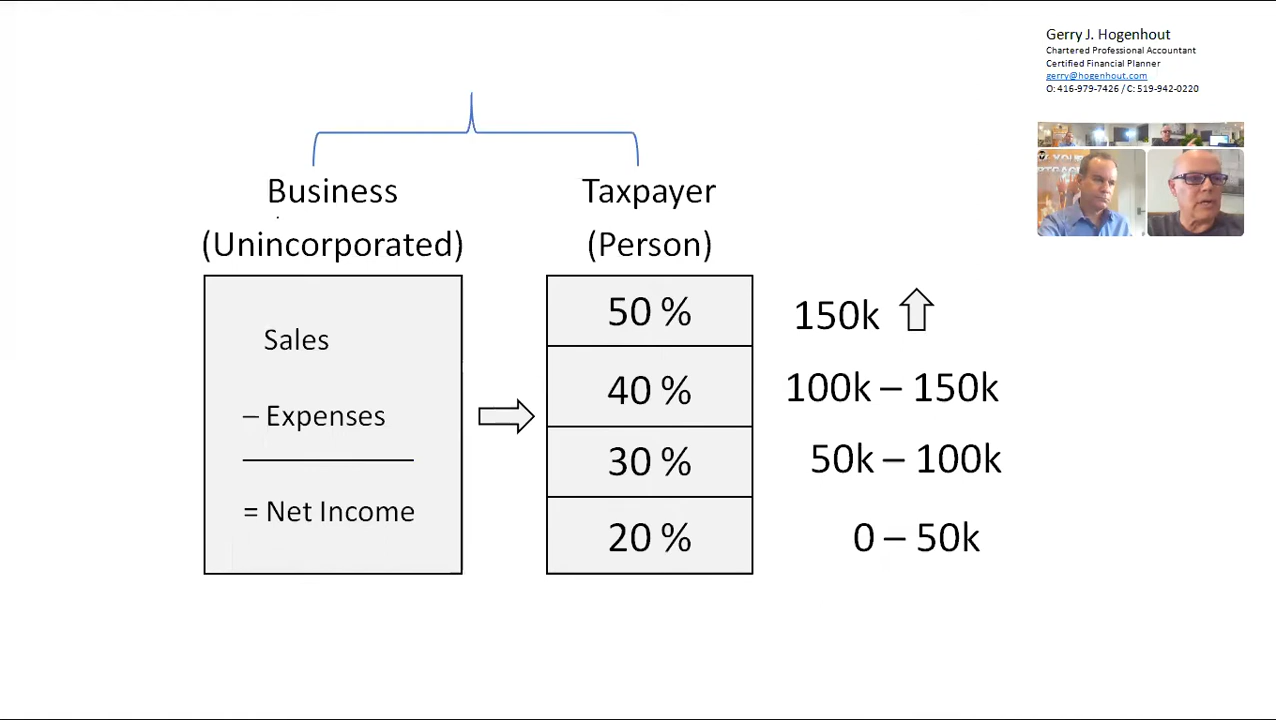 Gerry J. Hogenhout
Chartered Professional Accountant
Certified Financial Planner
gerry@hogenhout.com
O: 416-979-7426 / C: 519-942-0220
Business
(Unincorporated)
Sales
– Expenses
= Net Income
Taxpayer
(Person)
50 % 150k
40 % 100k – 150k
30 % 50k – 100k
20 % 0 – 50k